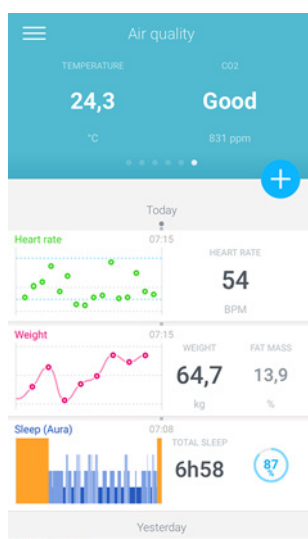 Air quality
TEMPERATURE
CO2
24,3
Good
°C
831 ppm
Today
Heart rate
07:15
HEART RATE
54
BPM
Weight
07:15
WEIGHT
FAT MASS
64,7
13,9
kg
%
Sleep (Aura)
07:08
TOTAL SLEEP
6h58
87
%
Yesterday